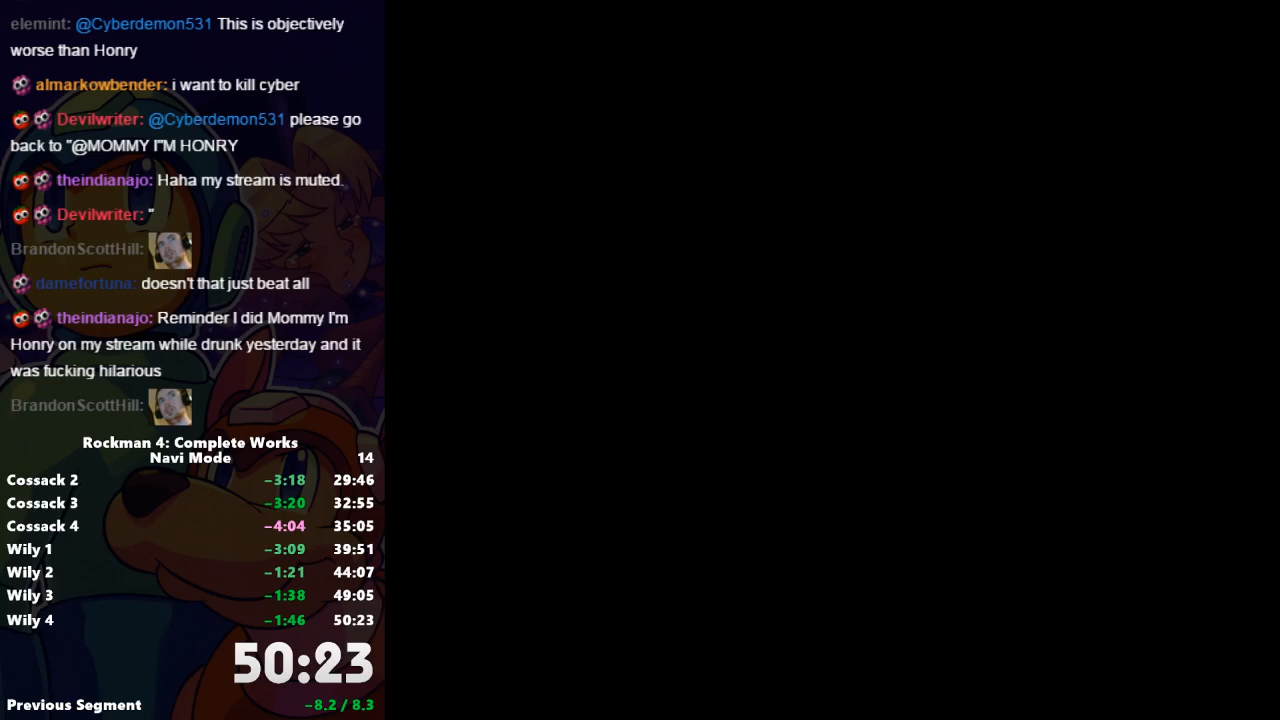 elemint: @Cyberdemon531 This is objectively
worse than Honry
almarkowbender: i want to kill cyber
Devilwriter: @Cyberdemon531 please go
back to "@MOMMY I"M HONRY
theindianajo: Haha my stream is muted.
Devilwriter: "
BrandonScottHill:
damefortuna: doesn't that just beat all
theindianajo: Reminder I did Mommy I'm
Honry on my stream while drunk yesterday and it
was fucking hilarious
BrandonScottHill:
Rockman 4: Complete Works
Navi Mode 14
Cossack 2 −3:18 29:46
Cossack 3 −3:20 32:55
Cossack 4 −4:04 35:05
Wily 1 −3:09 39:51
Wily 2 −1:21 44:07
Wily 3 −1:38 49:05
Wily 4 −1:46 50:23
50:23
Previous Segment −8.2 / 8.3